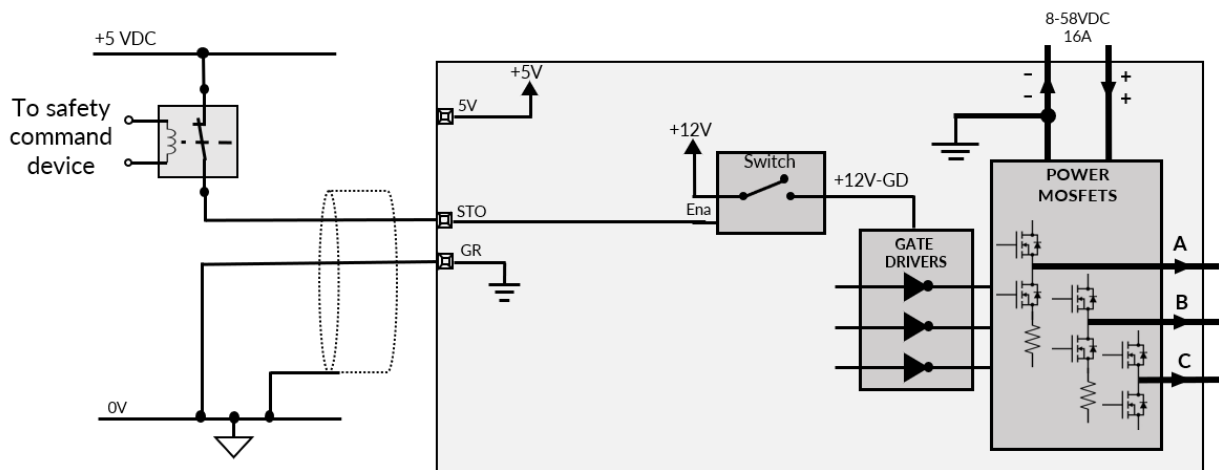 8-58VDC
16A
+5 VDC
To safety
command
device
+5V
5V
+12V
Switch
+12V-GD
Ena
STO
GR
GATE
DRIVERS
POWER
MOSFETS
-
-
+
+
A
B
C
0V